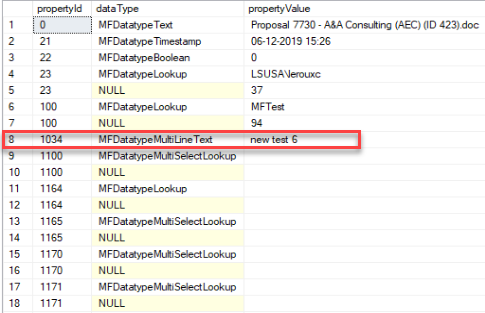 propertyId dataType propertyValue
1 0 MFDatatypeText Proposal 7730 - A&A Consulting (AEC) (ID 423).doc
2 21 MFDatatypeTimestamp 06-12-2019 15:26
3 22 MFDatatypeBoolean 0
4 23 MFDatatypeLookup LSUSA\lerouxc
5 23 NULL 37
6 100 MFDatatypeLookup MFTest
7 100 NULL 94
8 1034 MFDatatypeMultiLineText new test 6
9 1100 MFDatatypeMultiSelectLookup
10 1100 NULL
11 1164 MFDatatypeLookup
12 1164 NULL
13 1165 MFDatatypeMultiSelectLookup
14 1165 NULL
15 1170 MFDatatypeMultiSelectLookup
16 1170 NULL
17 1171 MFDatatypeMultiSelectLookup
18 1171 NULL